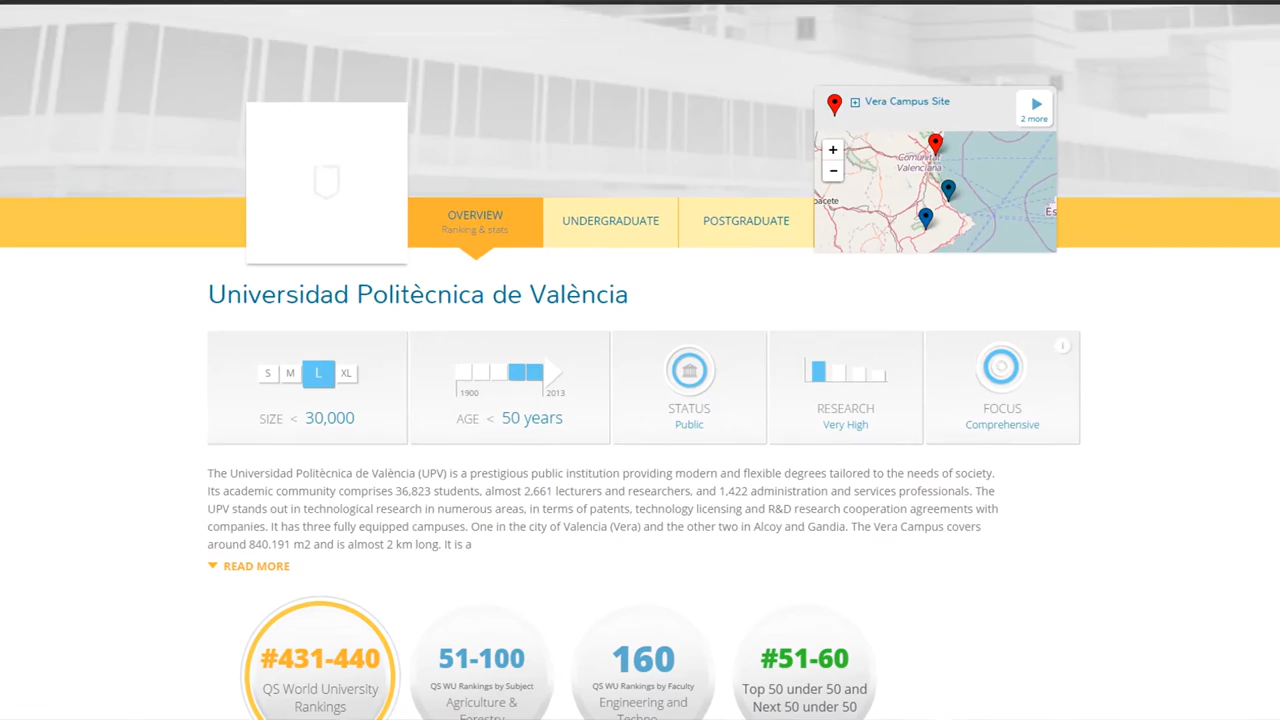 Vera Campus Site
2 more
+
−
Comunitat
Valenciana
pacete
Es
OVERVIEW
Ranking & stats
UNDERGRADUATE
POSTGRADUATE
Universidad Politècnica de València
S M L XL
SIZE < 30,000
1900 2013
AGE < 50 years
STATUS
Public
RESEARCH
Very High
i
FOCUS
Comprehensive
The Universidad Politècnica de València (UPV) is a prestigious public institution providing modern and flexible degrees tailored to the needs of society.
Its academic community comprises 36,823 students, almost 2,661 lecturers and researchers, and 1,422 administration and services professionals. The
UPV stands out in technological research in numerous areas, in terms of patents, technology licensing and R&D research cooperation agreements with
companies. It has three fully equipped campuses. One in the city of Valencia (Vera) and the other two in Alcoy and Gandia. The Vera Campus covers
around 840.191 m2 and is almost 2 km long. It is a
READ MORE
#431-440
QS World University
Rankings
51-100
QS WU Rankings by Subject
Agriculture &
Forestry
160
QS WU Rankings by Faculty
Engineering and
Techno
#51-60
Top 50 under 50 and
Next 50 under 50